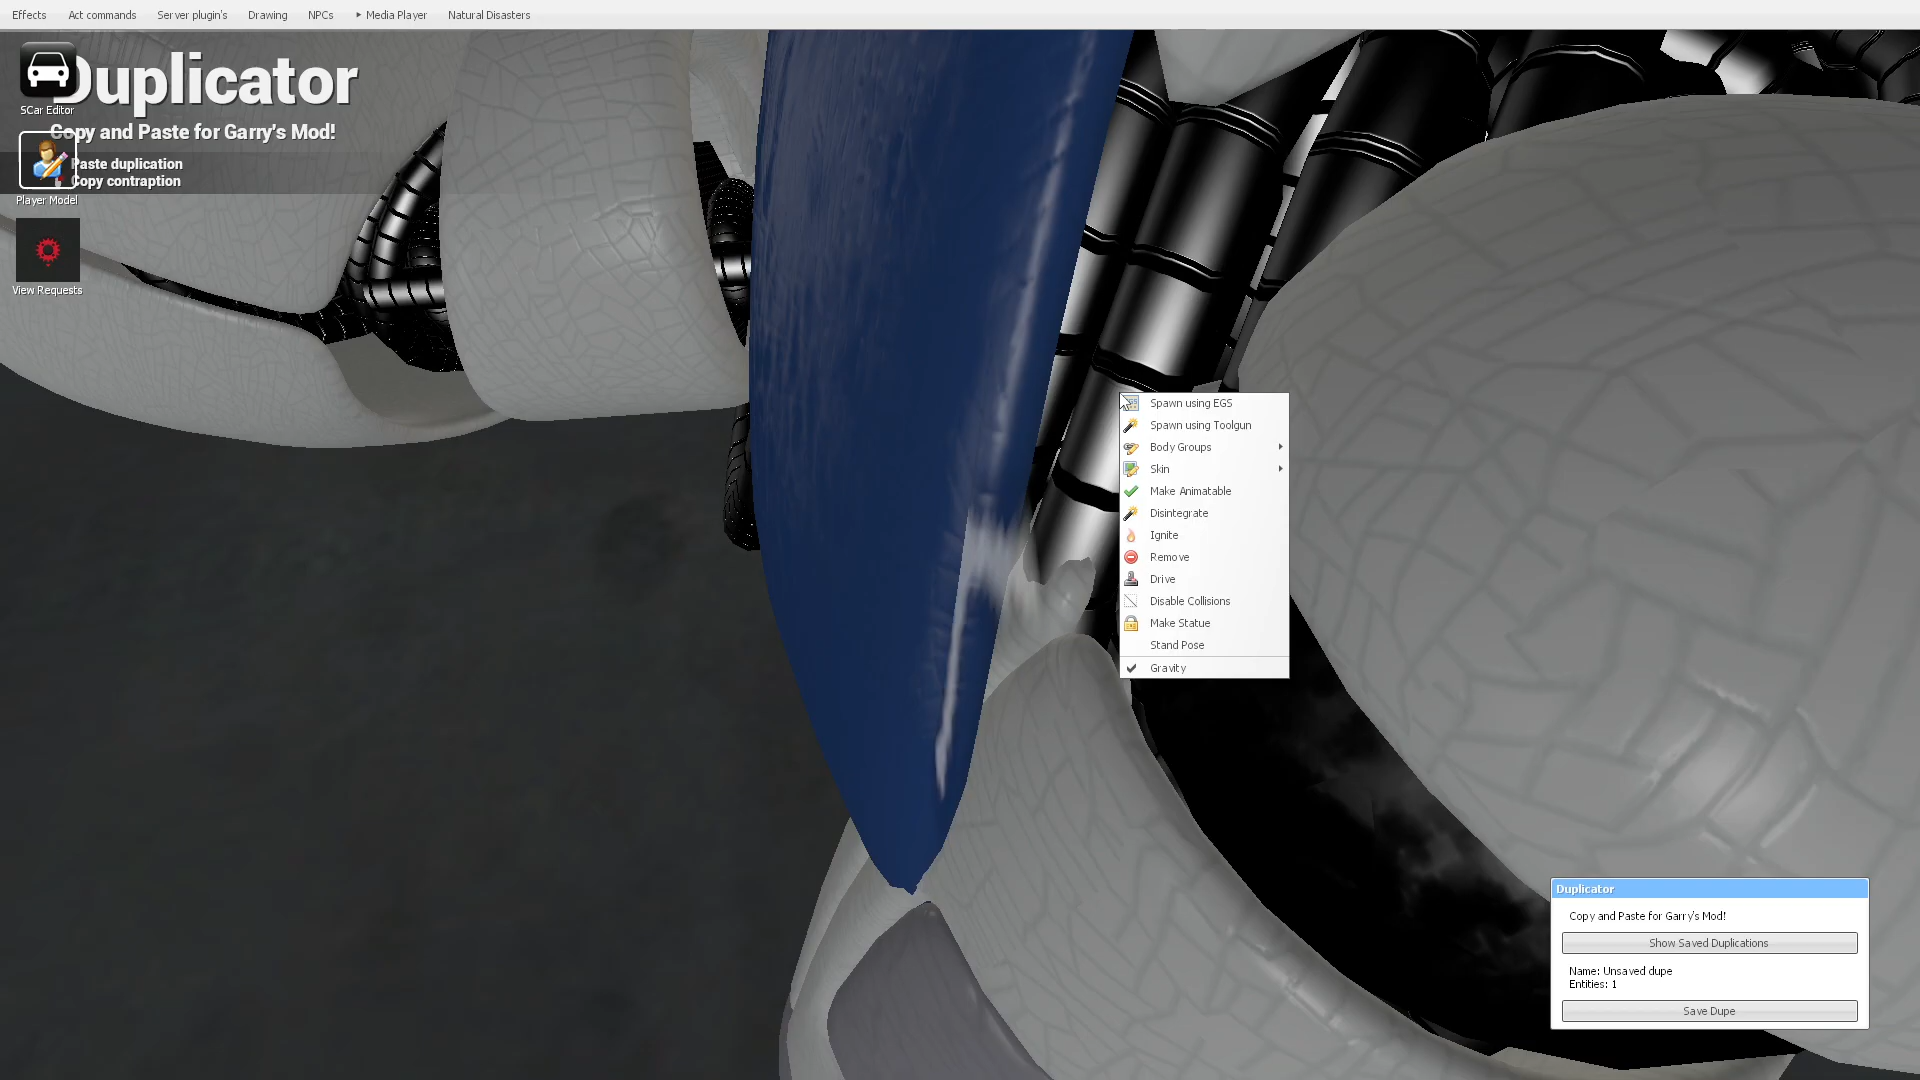 Effects Act commands Server plugin's Drawing NPCs Media Player Natural Disasters
Duplicator
SCar Editor
Copy and Paste for Garry's Mod!
Paste duplication
Copy contraption
Player Model
View Requests
Spawn using EGS
Spawn using Toolgun
Body Groups
Skin
Make Animatable
Disintegrate
Ignite
Remove
Drive
Disable Collisions
Make Statue
Stand Pose
Gravity
Duplicator
Copy and Paste for Garry's Mod!
Show Saved Duplications
Name: Unsaved dupe
Entities: 1
Save Dupe